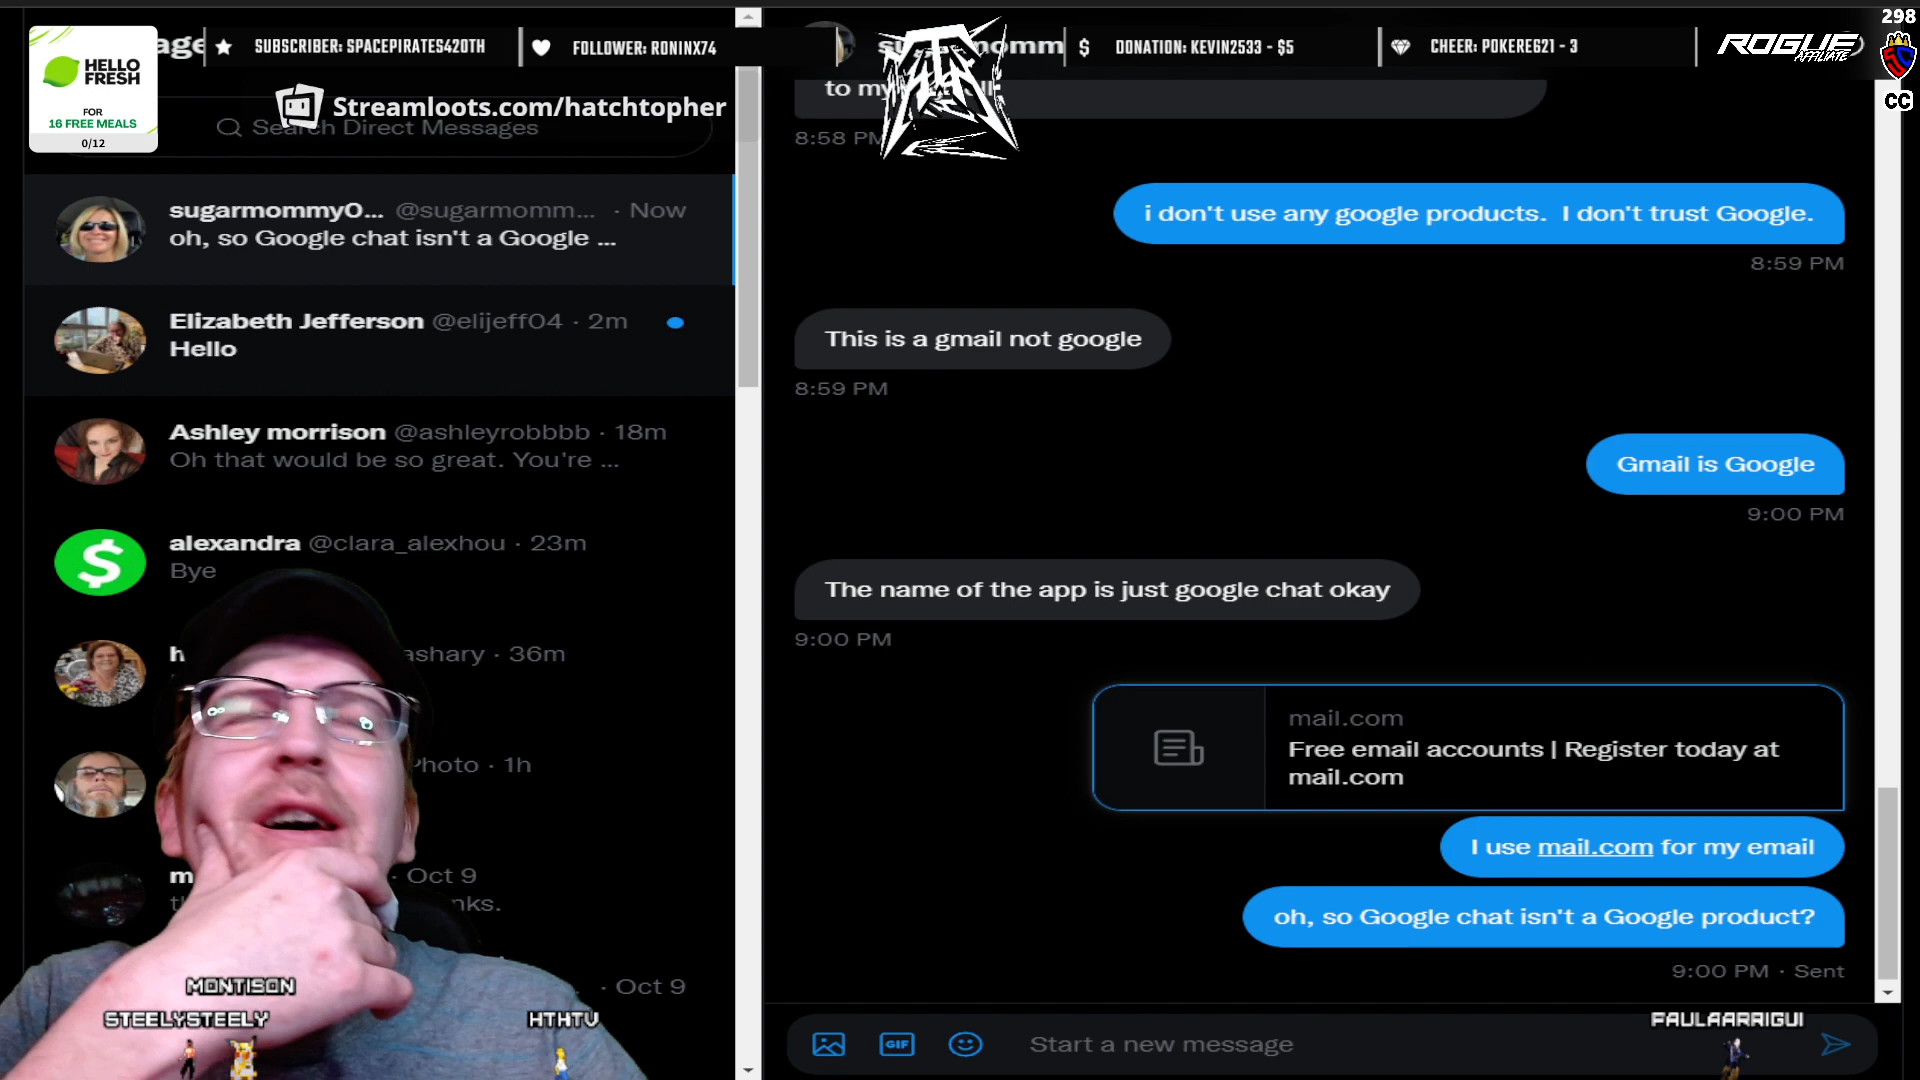 298
SUBSCRIBER: SPACEPIRATES420TH
FOLLOWER: RONINX74
DONATION: KEVIN2533 - $5
CHEER: POKERE621 - 3
ROGUE
AFFILIATE
CC
HELLO
FRESH
FOR
16 FREE MEALS
0/12
Streamloots.com/hatchtopher
Search Direct Messages
sugarmommyO... @sugarmomm... · Now
oh, so Google chat isn't a Google ...
Elizabeth Jefferson @elijeff04 · 2m
Hello
Ashley morrison @ashleyrobbbb · 18m
Oh that would be so great. You're ...
alexandra @clara_alexhou · 23m
Bye
h
ashary · 36m
Photo · 1h
m
· Oct 9
nks.
· Oct 9
to my
8:58 PM
i don't use any google products. I don't trust Google.
8:59 PM
This is a gmail not google
8:59 PM
Gmail is Google
9:00 PM
The name of the app is just google chat okay
9:00 PM
mail.com
Free email accounts | Register today at
mail.com
I use mail.com for my email
oh, so Google chat isn't a Google product?
9:00 PM · Sent
GIF
Start a new message
MONTISON
STEELYSTEELY
HTHTV
PAULAARRIGUI